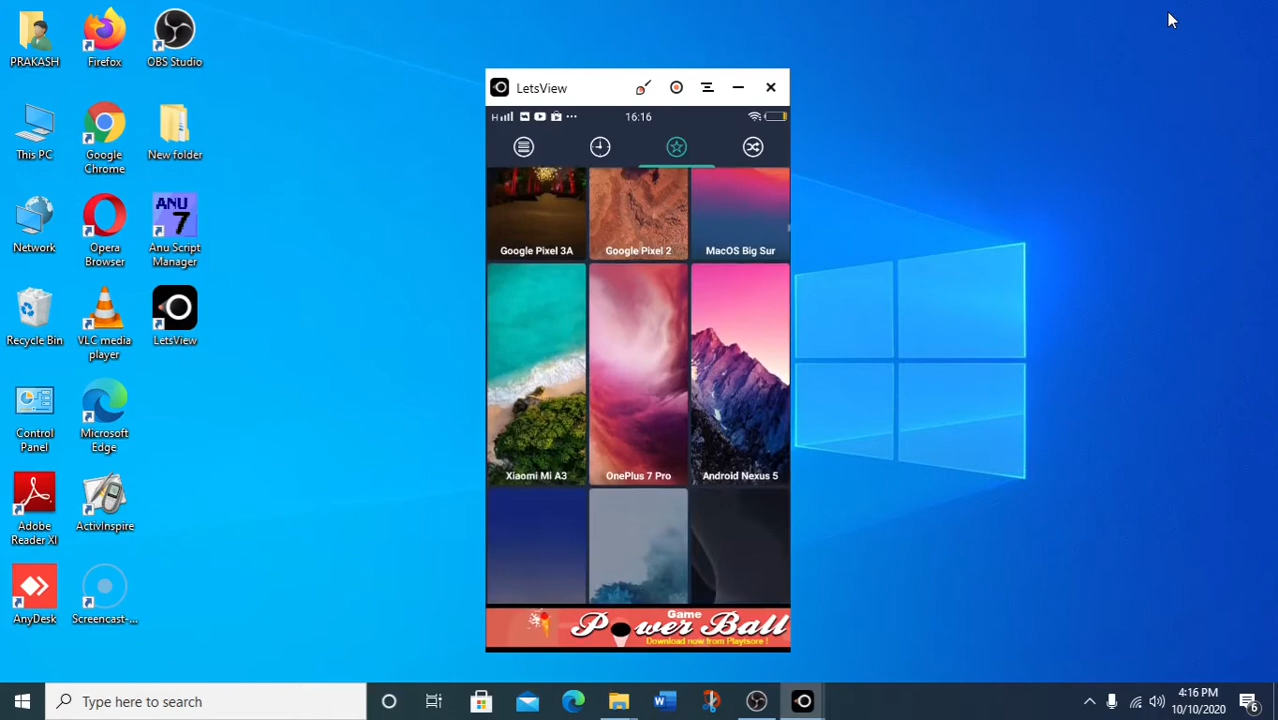 PRAKASH
Firefox
OBS Studio
This PC
Google
Chrome
New folder
Network
Opera
Browser
ANU
7
Anu Script
Manager
Recycle Bin
VLC media
player
LetsView
Control
Panel
Microsoft
Edge
Adobe
Reader XI
ActivInspire
AnyDesk
Screencast-...
LetsView
H
16:16
Google Pixel 3A
Google Pixel 2
MacOS Big Sur
Xiaomi Mi A3
OnePlus 7 Pro
Android Nexus 5
Game
Power Ball
Download now from Playtsore !
Type here to search
4:16 PM
10/10/2020
6